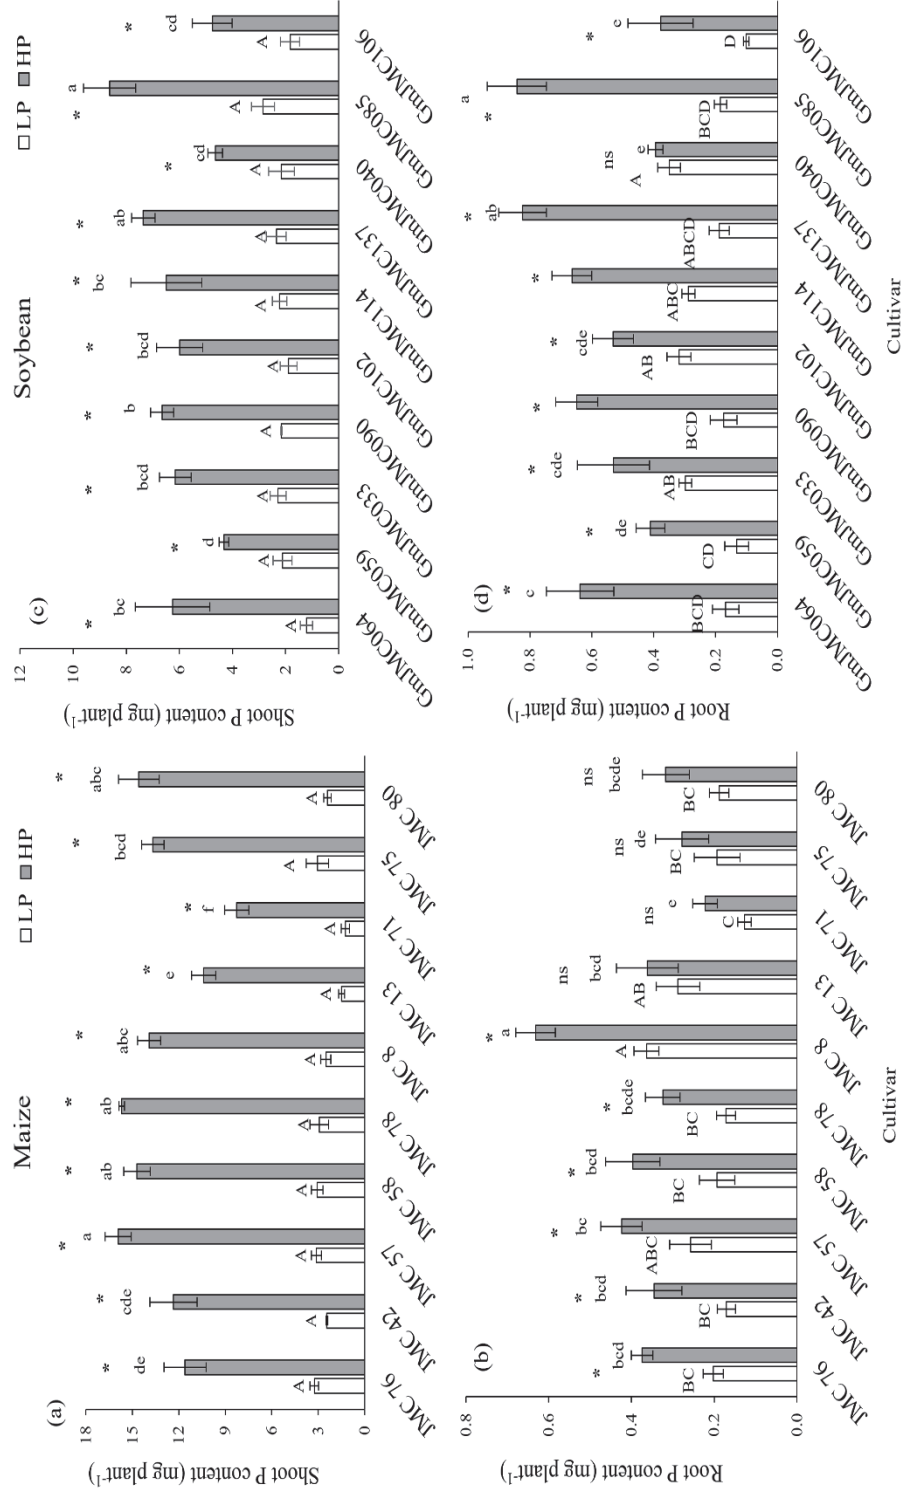 Maize
□ LP ■ HP
(a)
Shoot P content (mg plant⁻¹)
18
15
12
9
6
3
0
* * * * * * * * * *
de cde a ab ab abc e f bcd abc
A A A A A A A A A A
JMC 76 JMC 42 JMC 57 JMC 58 JMC 78 JMC 8 JMC 13 JMC 71 JMC 75 JMC 80
Soybean
□ LP ■ HP
(c)
Shoot P content (mg plant⁻¹)
12
10
8
6
4
2
0
* * * * * * * * * *
bc d bcd b bcd bc ab cd a cd
A A A A A A A A A A
GmJMC064 GmJMC059 GmJMC033 GmJMC090 GmJMC102 GmJMC114 GmJMC137 GmJMC040 GmJMC085 GmJMC106
(b)
Root P content (mg plant⁻¹)
0.8
0.6
0.4
0.2
0.0
* * * * * * ns ns ns ns
bcd bcd bc bcd bcde a bcd e de bcde
BC BC ABC BC BC A AB C BC BC
JMC 76 JMC 42 JMC 57 JMC 58 JMC 78 JMC 8 JMC 13 JMC 71 JMC 75 JMC 80
Cultivar
(d)
Root P content (mg plant⁻¹)
1.0
0.8
0.6
0.4
0.2
0.0
* * * * * * * ns * *
c de cde cde ab e a e
BCD CD AB BCD AB ABC ABCD A BCD D
GmJMC064 GmJMC059 GmJMC033 GmJMC090 GmJMC102 GmJMC114 GmJMC137 GmJMC040 GmJMC085 GmJMC106
Cultivar